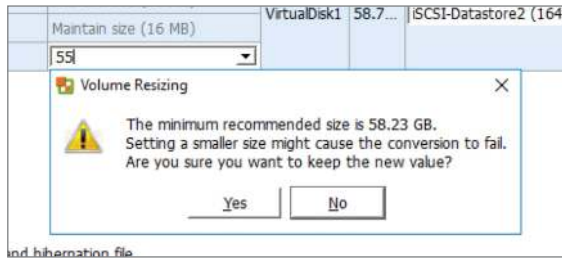 Maintain size (16 MB)
VirtualDisk1 58.7... iSCSI-Datastore2 (164
55
Volume Resizing
The minimum recommended size is 58.23 GB.
Setting a smaller size might cause the conversion to fail.
Are you sure you want to keep the new value?
Yes No
and hibernation file